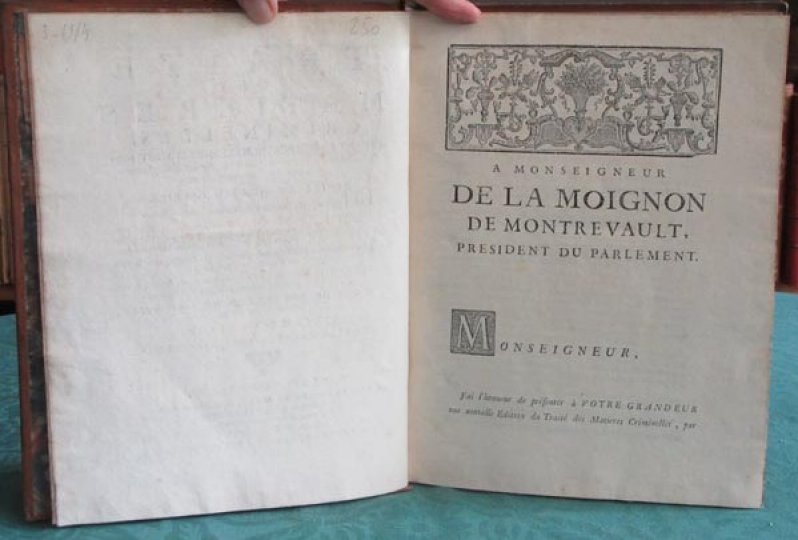 250
A MONSEIGNEUR
DE LA MOIGNON
DE MONTREVAULT,
PRESIDENT DU PARLEMENT.
MONSEIGNEUR,
J'ai l'honneur de présenter à VOTRE GRANDEUR
une nouvelle Edition du Traité des Matieres Criminelles, par